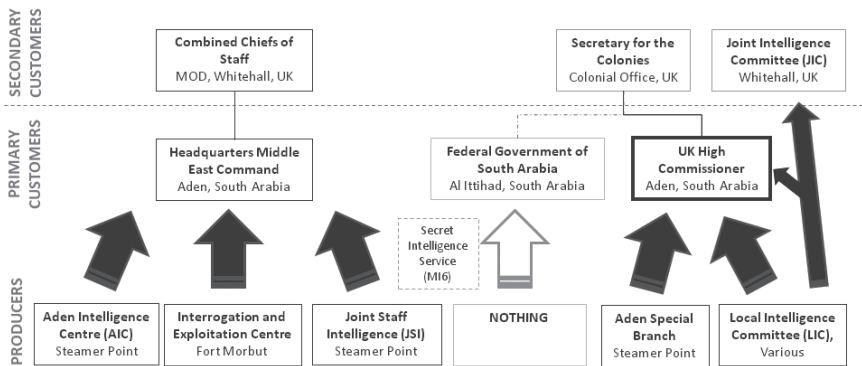 SECONDARY
CUSTOMERS
Combined Chiefs of
Staff
MOD, Whitehall, UK
Secretary for the
Colonies
Colonial Office, UK
Joint Intelligence
Committee (JIC)
Whitehall, UK
PRIMARY
CUSTOMERS
Headquarters Middle
East Command
Aden, South Arabia
Federal Government of
South Arabia
Al Ittihad, South Arabia
UK High
Commissioner
Aden, South Arabia
Secret
Intelligence
Service
(MI6)
PRODUCERS
Aden Intelligence
Centre (AIC)
Steamer Point
Interrogation and
Exploitation Centre
Fort Morbut
Joint Staff
Intelligence (JSI)
Steamer Point
NOTHING
Aden Special
Branch
Steamer Point
Local Intelligence
Committee (LIC),
Various